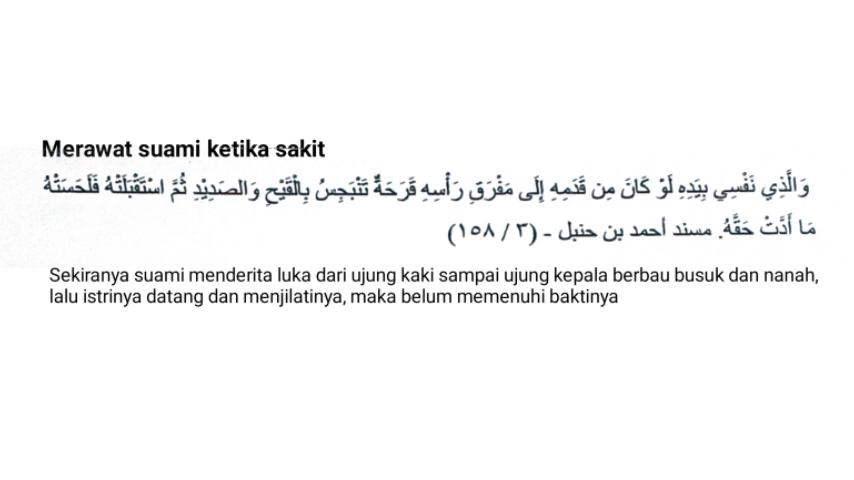 Merawat suami ketika sakit
وَالَّذِي نَفْسِي بِيَدِهِ لَوْ كَانَ مِن قَدَمِهِ إِلَى مَفْرَقِ رَأْسِهِ قَرْحَةٌ تَنْبَجِسُ بِالْقَيْحِ وَالصَّدِيْدِ ثُمَّ اسْتَقْبَلَتْهُ فَلَحَسَتْهُ
مَا أَدَّتْ حَقَّهُ. مسند أحمد بن حنبل - (٣ / ١٥٨)
Sekiranya suami menderita luka dari ujung kaki sampai ujung kepala berbau busuk dan nanah,
lalu istrinya datang dan menjilatinya, maka belum memenuhi baktinya